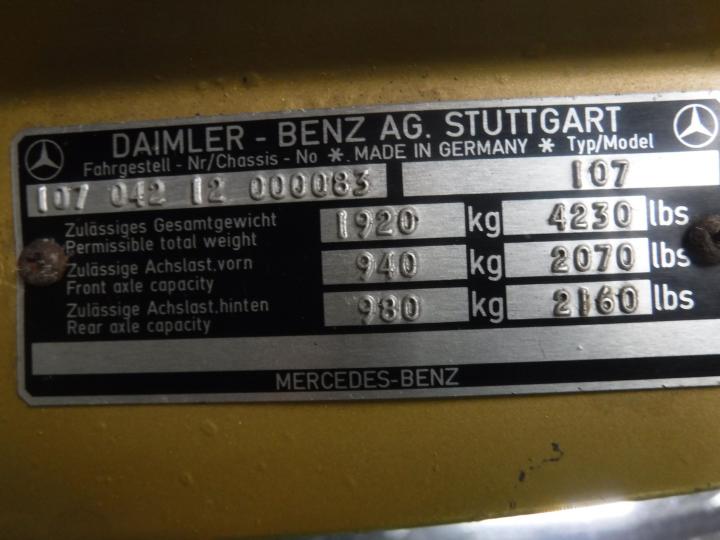 DAIMLER - BENZ AG. STUTTGART
Fahrgestell - Nr/Chassis - No *. MADE IN GERMANY * Typ/Model
107 042 12 000083 107
Zulässiges Gesamtgewicht
Permissible total weight 1920 kg 4230 lbs
Zulässige Achslast,vorn
Front axle capacity 940 kg 2070 lbs
Zulässige Achslast,hinten
Rear axle capacity 980 kg 2160 lbs
MERCEDES-BENZ